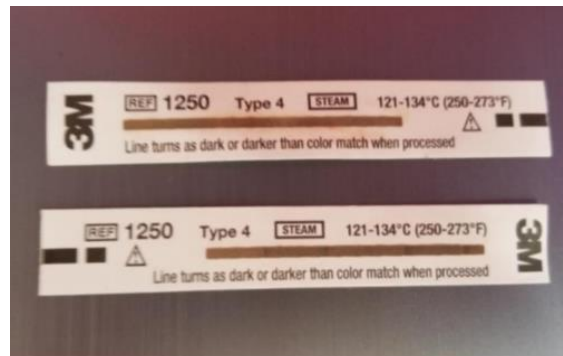 3M
REF 1250 Type 4 STEAM 121-134°C (250-273°F)
Line turns as dark or darker than color match when processed
REF 1250 Type 4 STEAM 121-134°C (250-273°F)
3M
Line turns as dark or darker than color match when processed